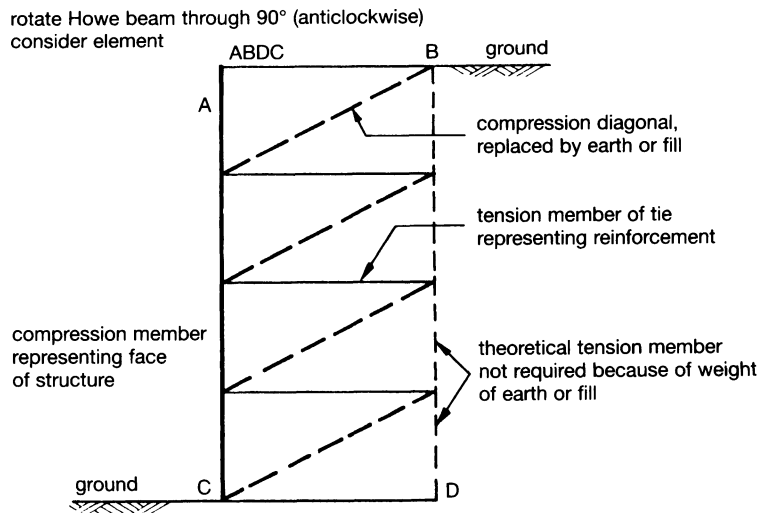 rotate Howe beam through 90° (anticlockwise)
consider element
ABDC
B
ground
A
compression diagonal,
replaced by earth or fill
tension member of tie
representing reinforcement
compression member
representing face
of structure
theoretical tension member
not required because of weight
of earth or fill
ground
C
D